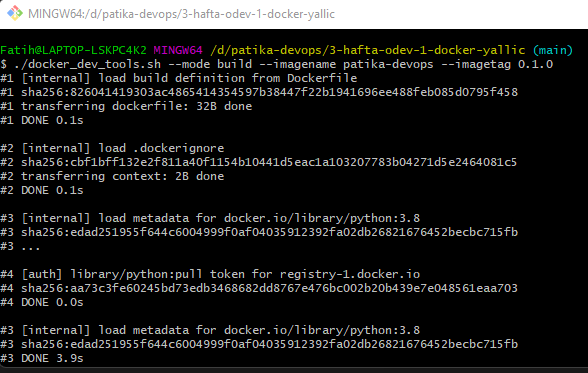 MINGW64:/d/patika-devops/3-hafta-odev-1-docker-yallic
Fatih@LAPTOP-LSKPC4K2 MINGW64 /d/patika-devops/3-hafta-odev-1-docker-yallic (main)
$ ./docker_dev_tools.sh --mode build --imagename patika-devops --imagetag 0.1.0
#1 [internal] load build definition from Dockerfile
#1 sha256:826041419303ac4865414354597b38447f22b1941696ee488feb085d0795f458
#1 transferring dockerfile: 32B done
#1 DONE 0.1s

#2 [internal] load .dockerignore
#2 sha256:cbf1bff132e2f811a40f1154b10441d5eac1a103207783b04271d5e2464081c5
#2 transferring context: 2B done
#2 DONE 0.1s

#3 [internal] load metadata for docker.io/library/python:3.8
#3 sha256:edad251955f644c6004999f0af04035912392fa02db26821676452becbc715fb
#3 ...

#4 [auth] library/python:pull token for registry-1.docker.io
#4 sha256:aa73c3fe60245bd73edb3468682dd8767e476bc002b20b439e7e048561eaa703
#4 DONE 0.0s

#3 [internal] load metadata for docker.io/library/python:3.8
#3 sha256:edad251955f644c6004999f0af04035912392fa02db26821676452becbc715fb
#3 DONE 3.9s